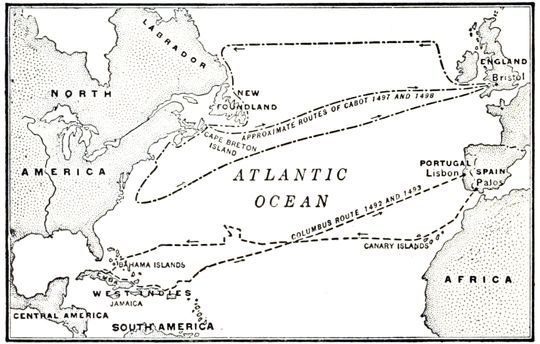 LABRADOR
ENGLAND
Bristol
NORTH
NEW
FOUNDLAND
APPROXIMATE ROUTES OF CABOT 1497 AND 1498
CAPE BRETON
ISLAND
AMERICA
ATLANTIC
OCEAN
PORTUGAL
Lisbon
SPAIN
Palos
COLUMBUS ROUTE 1492 AND 1493
CANARY ISLANDS
BAHAMA ISLANDS
CUBA
AFRICA
WEST INDIES
JAMAICA
CENTRAL AMERICA
SOUTH AMERICA